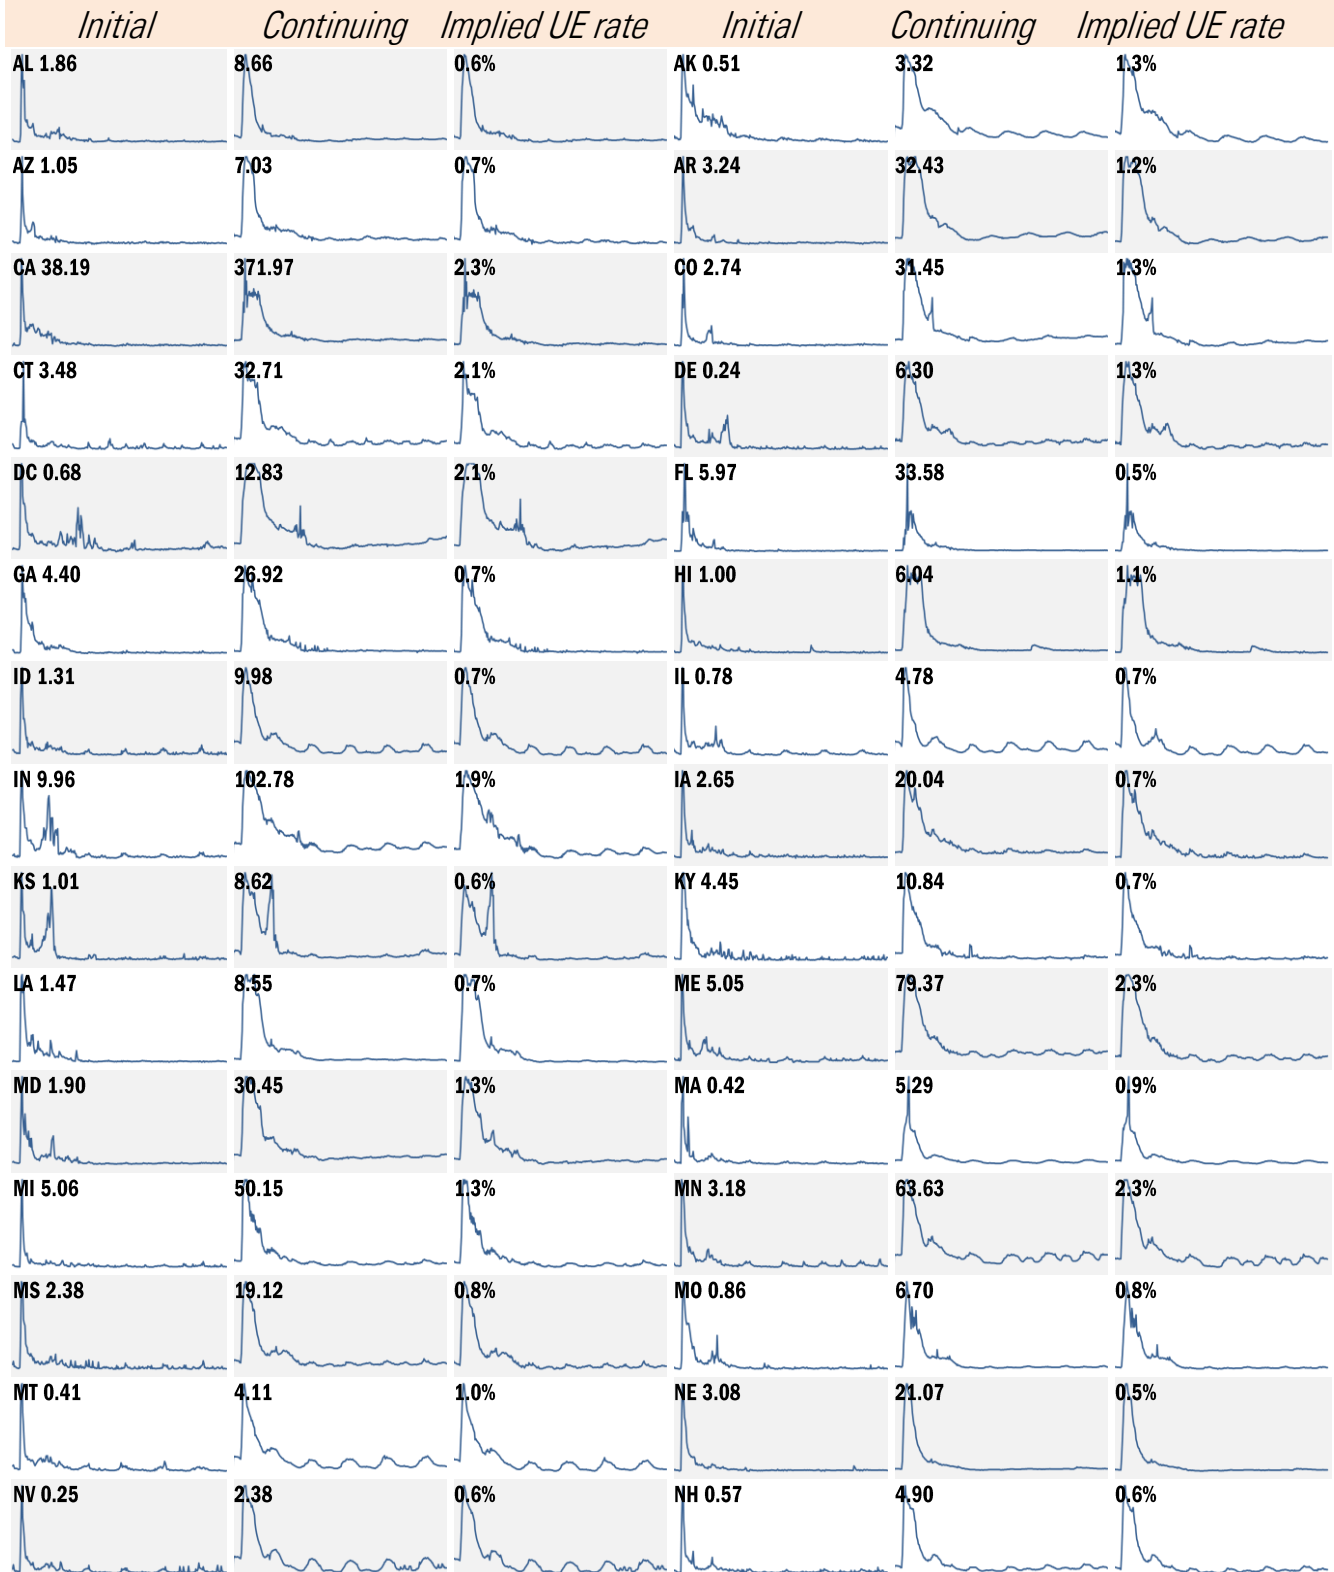 Initial Continuing Implied UE rate Initial Continuing Implied UE rate
AL 1.86 8.66 0.6% AK 0.51 3.32 1.3%
AZ 1.05 7.03 0.7% AR 3.24 32.43 1.2%
CA 38.19 371.97 2.3% CO 2.74 31.45 1.3%
CT 3.48 32.71 2.1% DE 0.24 6.30 1.3%
DC 0.68 12.83 2.1% FL 5.97 33.58 0.5%
GA 4.40 26.92 0.7% HI 1.00 6.04 1.1%
ID 1.31 9.98 0.7% IL 0.78 4.78 0.7%
IN 9.96 102.78 1.9% IA 2.65 20.04 0.7%
KS 1.01 8.62 0.6% KY 4.45 10.84 0.7%
LA 1.47 8.55 0.7% ME 5.05 79.37 2.3%
MD 1.90 30.45 1.3% MA 0.42 5.29 0.9%
MI 5.06 50.15 1.3% MN 3.18 63.63 2.3%
MS 2.38 19.12 0.8% MO 0.86 6.70 0.8%
MT 0.41 4.11 1.0% NE 3.08 21.07 0.5%
NV 0.25 2.38 0.6% NH 0.57 4.90 0.6%